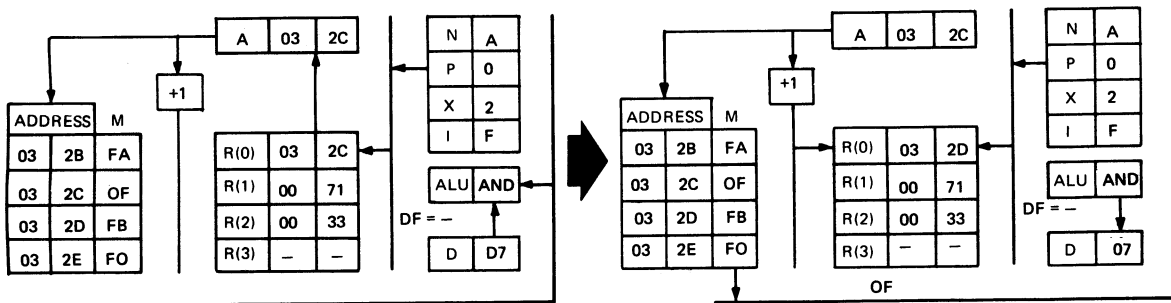 A 03 2C
+1
ADDRESS M
03 2B FA
03 2C OF
03 2D FB
03 2E FO
R(0) 03 2C
R(1) 00 71
R(2) 00 33
R(3) – –
N A
P 0
X 2
I F
ALU AND
DF = –
D D7
A 03 2C
+1
ADDRESS M
03 2B FA
03 2C OF
03 2D FB
03 2E FO
R(0) 03 2D
R(1) 00 71
R(2) 00 33
R(3) – –
N A
P 0
X 2
I F
ALU AND
DF = –
D 07
OF